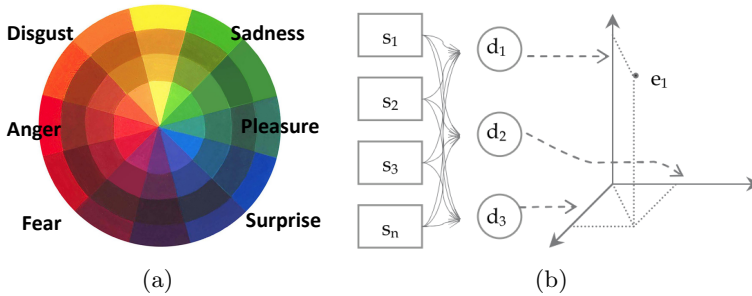 Disgust
Sadness
Anger
Pleasure
Fear
Surprise
(a)
s1
s2
s3
sn
d1
d2
d3
e1
(b)